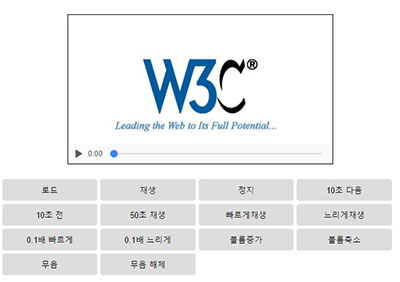 W3C®
Leading the Web to Its Full Potential...
0:00
로드 재생 정지 10초 다음
10초 전 50초 재생 빠르게재생 느리게재생
0.1배 빠르게 0.1배 느리게 볼륨증가 볼륨축소
무음 무음 해제